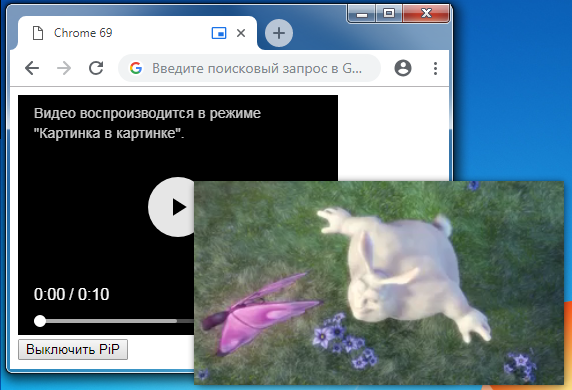 Chrome 69
Введите поисковый запрос в G...
Видео воспроизводится в режиме
"Картинка в картинке".
0:00 / 0:10
Выключить PiP